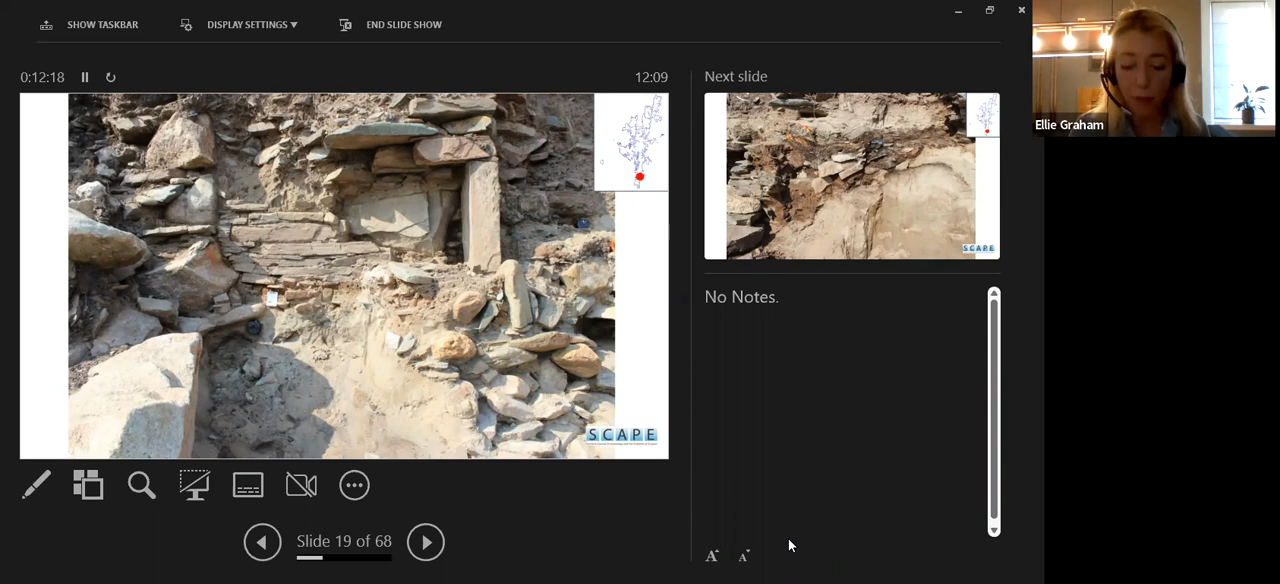 SHOW TASKBAR
DISPLAY SETTINGS ▼
END SLIDE SHOW
0:12:18
12:09
Next slide
Ellie Graham
SCAPE
No Notes.
SCAPE
Slide 19 of 68
A
A